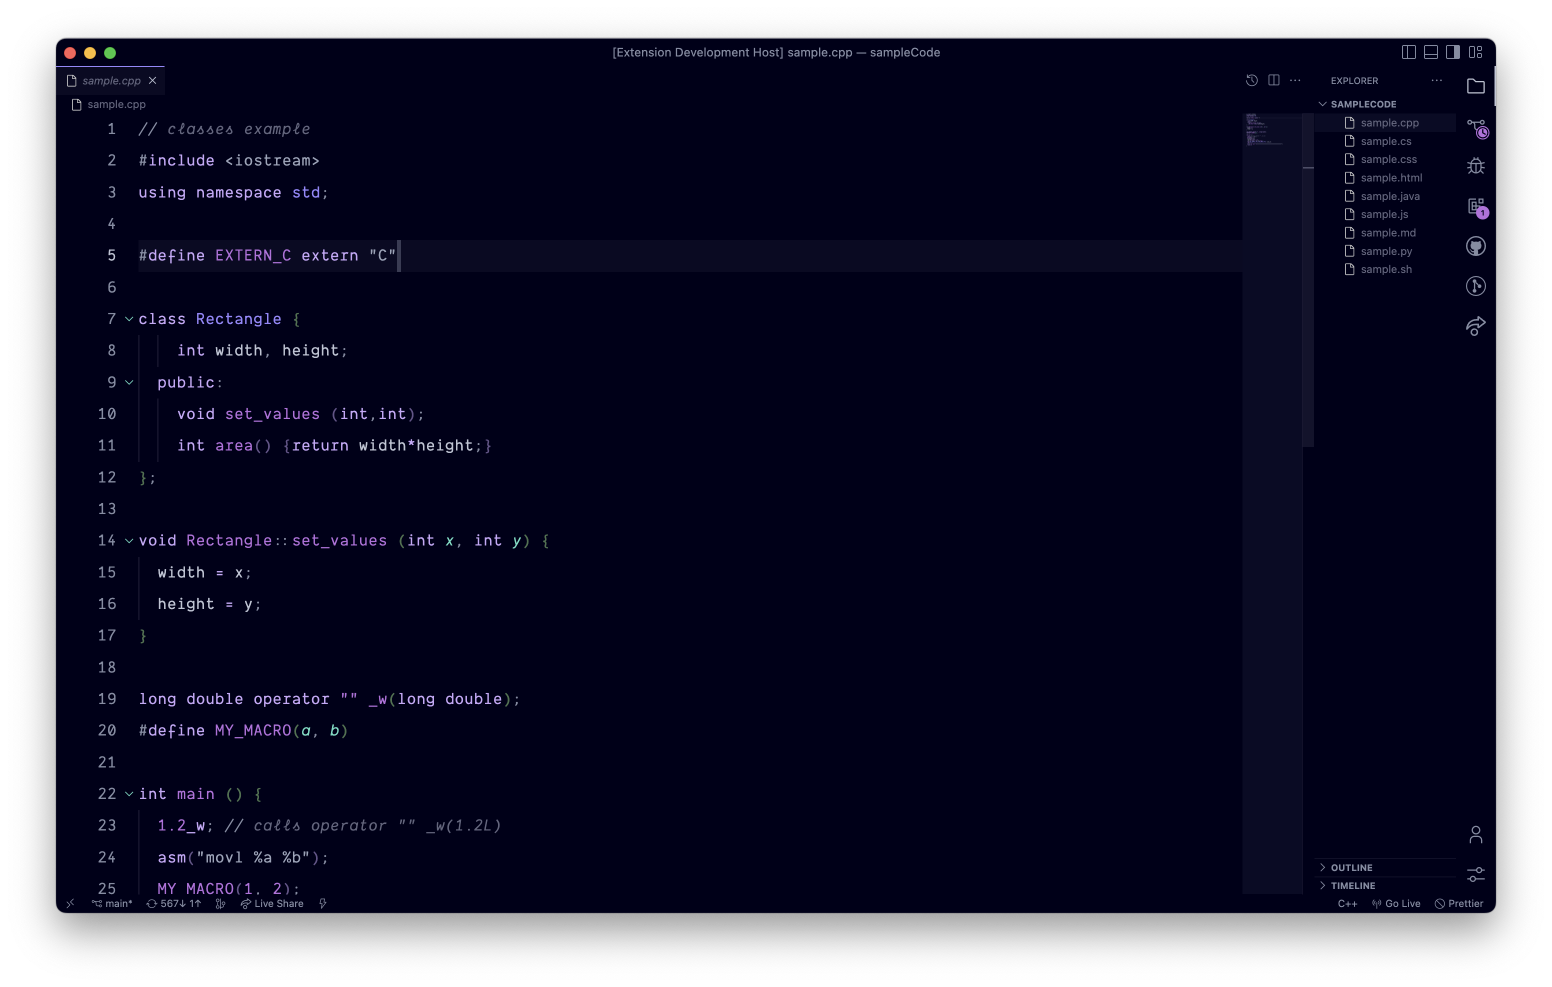 [Extension Development Host] sample.cpp — sampleCode
sample.cpp
sample.cpp
1 // classes example
2 #include <iostream>
3 using namespace std;
4
5 #define EXTERN_C extern "C"
6
7 class Rectangle {
8 int width, height;
9 public:
10 void set_values (int,int);
11 int area() {return width*height;}
12 };
13
14 void Rectangle::set_values (int x, int y) {
15 width = x;
16 height = y;
17 }
18
19 long double operator "" _w(long double);
20 #define MY_MACRO(a, b)
21
22 int main () {
23 1.2_w; // calls operator "" _w(1.2L)
24 asm("movl %a %b");
25 MY_MACRO(1, 2);
EXPLORER
SAMPLECODE
sample.cpp
sample.cs
sample.css
sample.html
sample.java
sample.js
sample.md
sample.py
sample.sh
1
OUTLINE
TIMELINE
main* 567↓ 1↑ Live Share
C++ Go Live Prettier